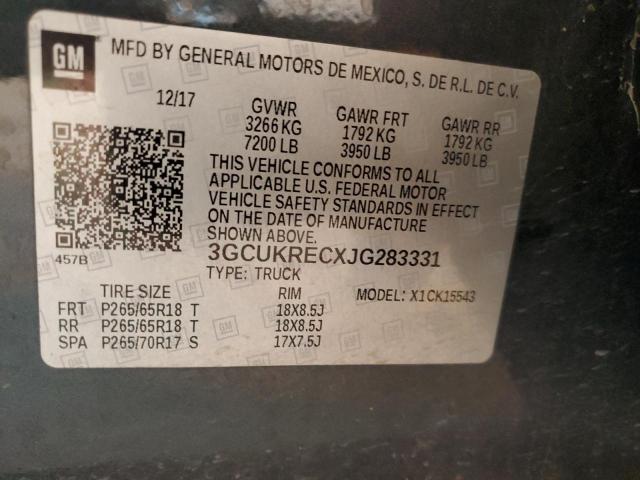 GM
MFD BY GENERAL MOTORS DE MEXICO, S. DE R.L. DE C.V.
12/17 GVWR GAWR FRT GAWR RR
3266 KG 1792 KG 1792 KG
7200 LB 3950 LB 3950 LB
THIS VEHICLE CONFORMS TO ALL
APPLICABLE U.S. FEDERAL MOTOR
VEHICLE SAFETY STANDARDS IN EFFECT
ON THE DATE OF MANUFACTURE
SHOWN ABOVE.
457B
3GCUKRECXJG283331
TYPE: TRUCK
TIRE SIZE RIM MODEL: X1CK15543
FRT P265/65R18 T 18X8.5J
RR P265/65R18 T 18X8.5J
SPA P265/70R17 S 17X7.5J